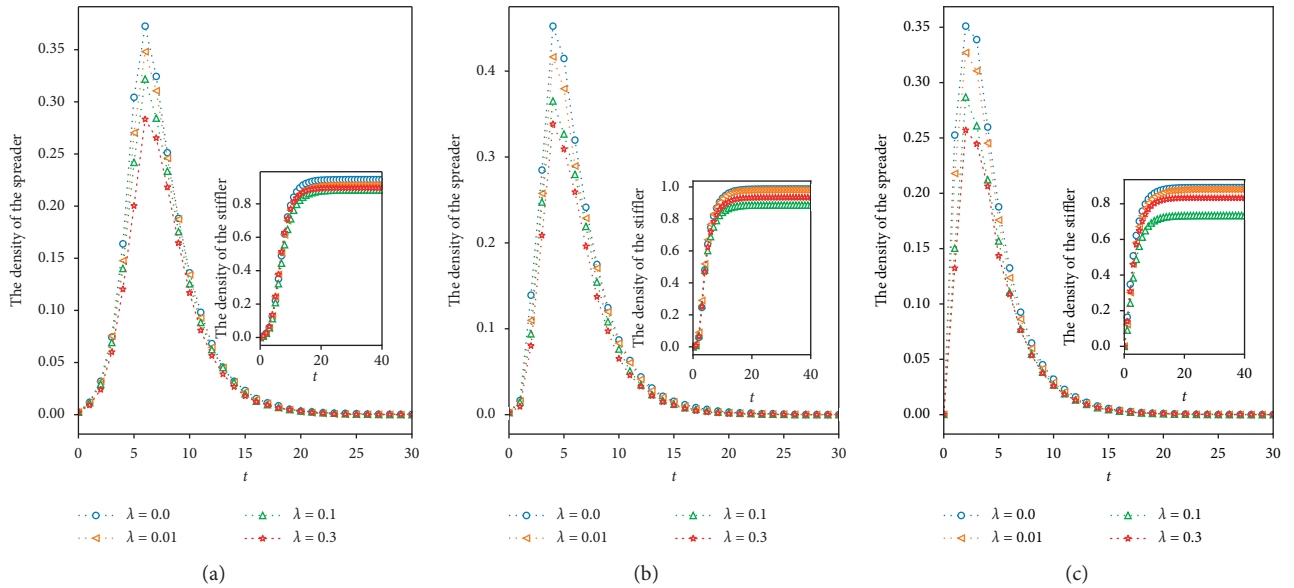 The density of the spreader
0.35
0.30
0.25
0.20
0.15
0.10
0.05
0.00
0
5
10
15
20
25
30
t
The density of the stiffler
0.8
0.6
0.4
0.2
0.0
0
20
40
t
λ = 0.0
λ = 0.1
λ = 0.01
λ = 0.3
(a)
The density of the spreader
0.4
0.3
0.2
0.1
0.0
0
5
10
15
20
25
30
t
The density of the stiffler
1.0
0.8
0.6
0.4
0.2
0.0
0
20
40
t
λ = 0.0
λ = 0.1
λ = 0.01
λ = 0.3
(b)
The density of the spreader
0.35
0.30
0.25
0.20
0.15
0.10
0.05
0.00
0
5
10
15
20
25
30
t
The density of the stiffler
0.8
0.6
0.4
0.2
0.0
0
20
40
t
λ = 0.0
λ = 0.1
λ = 0.01
λ = 0.3
(c)